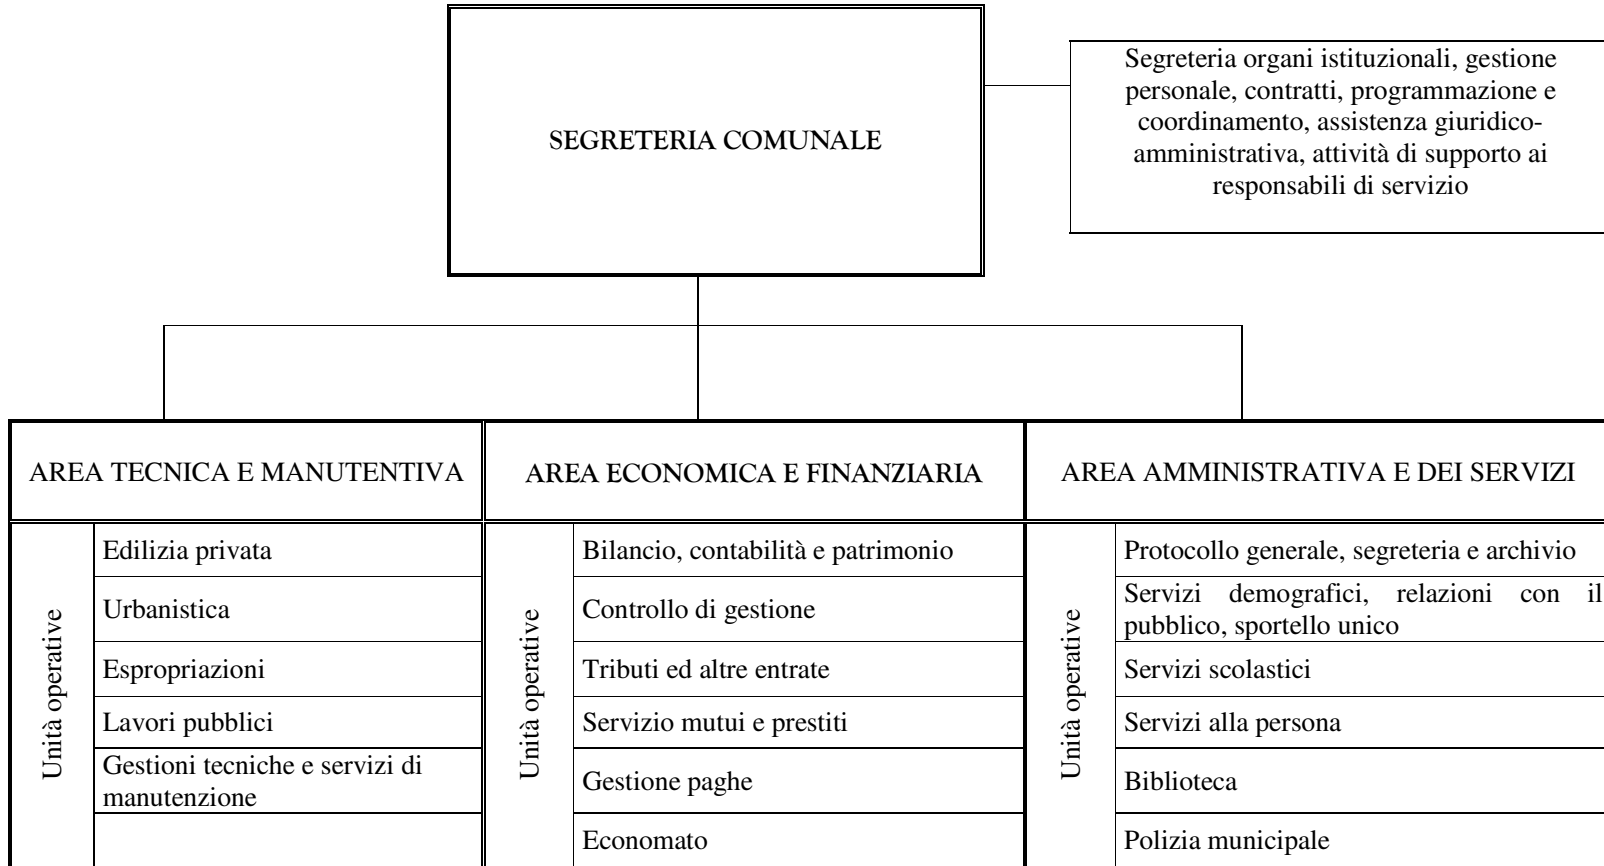 SEGRETERIA COMUNALE
Segreteria organi istituzionali, gestione
personale, contratti, programmazione e
coordinamento, assistenza giuridico-
amministrativa, attività di supporto ai
responsabili di servizio
AREA TECNICA E MANUTENTIVA
Unità operative
Edilizia privata
Urbanistica
Espropriazioni
Lavori pubblici
Gestioni tecniche e servizi di
manutenzione
AREA ECONOMICA E FINANZIARIA
Unità operative
Bilancio, contabilità e patrimonio
Controllo di gestione
Tributi ed altre entrate
Servizio mutui e prestiti
Gestione paghe
Economato
AREA AMMINISTRATIVA E DEI SERVIZI
Unità operative
Protocollo generale, segreteria e archivio
Servizi demografici, relazioni con il
pubblico, sportello unico
Servizi scolastici
Servizi alla persona
Biblioteca
Polizia municipale